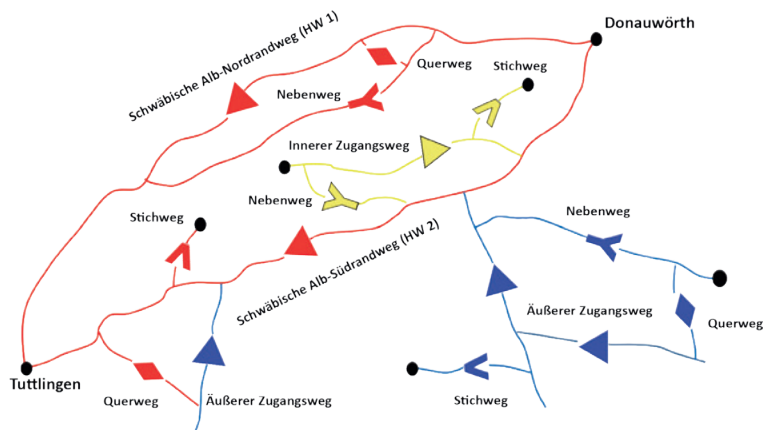 Donauwörth
Schwäbische Alb-Nordrandweg (HW 1)
Querweg
Stichweg
Nebenweg
Innerer Zugangsweg
Nebenweg
Stichweg
Nebenweg
Schwäbische Alb-Südrandweg (HW 2)
Äußerer Zugangsweg
Querweg
Tuttlingen
Querweg
Äußerer Zugangsweg
Stichweg